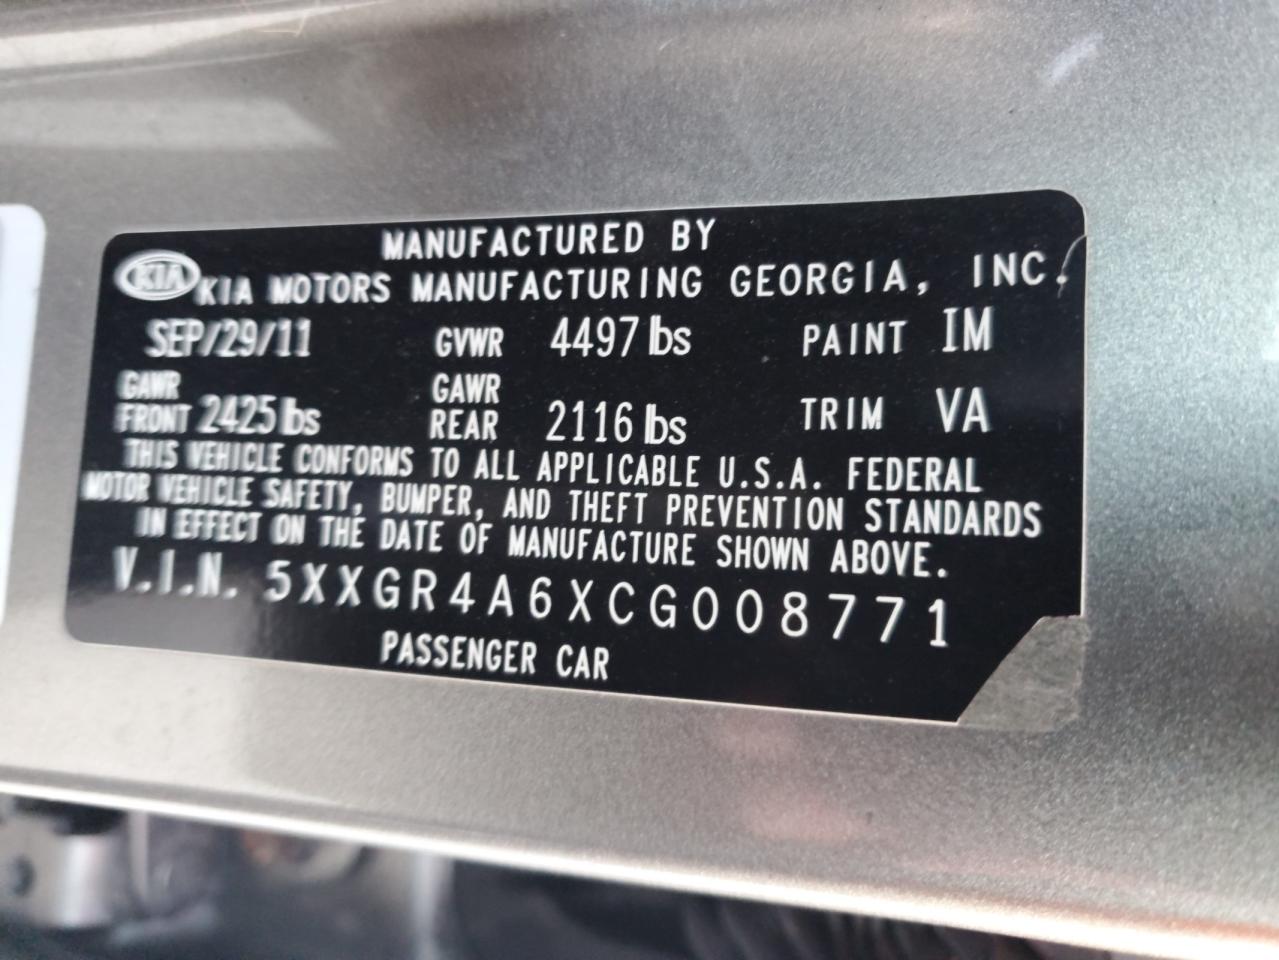 MANUFACTURED BY
KIA KIA MOTORS MANUFACTURING GEORGIA, INC.
SEP/29/11 GVWR 4497 lbs PAINT IM
GAWR FRONT 2425 lbs GAWR REAR 2116 lbs TRIM VA
THIS VEHICLE CONFORMS TO ALL APPLICABLE U.S.A. FEDERAL
MOTOR VEHICLE SAFETY, BUMPER, AND THEFT PREVENTION STANDARDS
IN EFFECT ON THE DATE OF MANUFACTURE SHOWN ABOVE.
V.I.N. 5XXGR4A6XCG008771
PASSENGER CAR